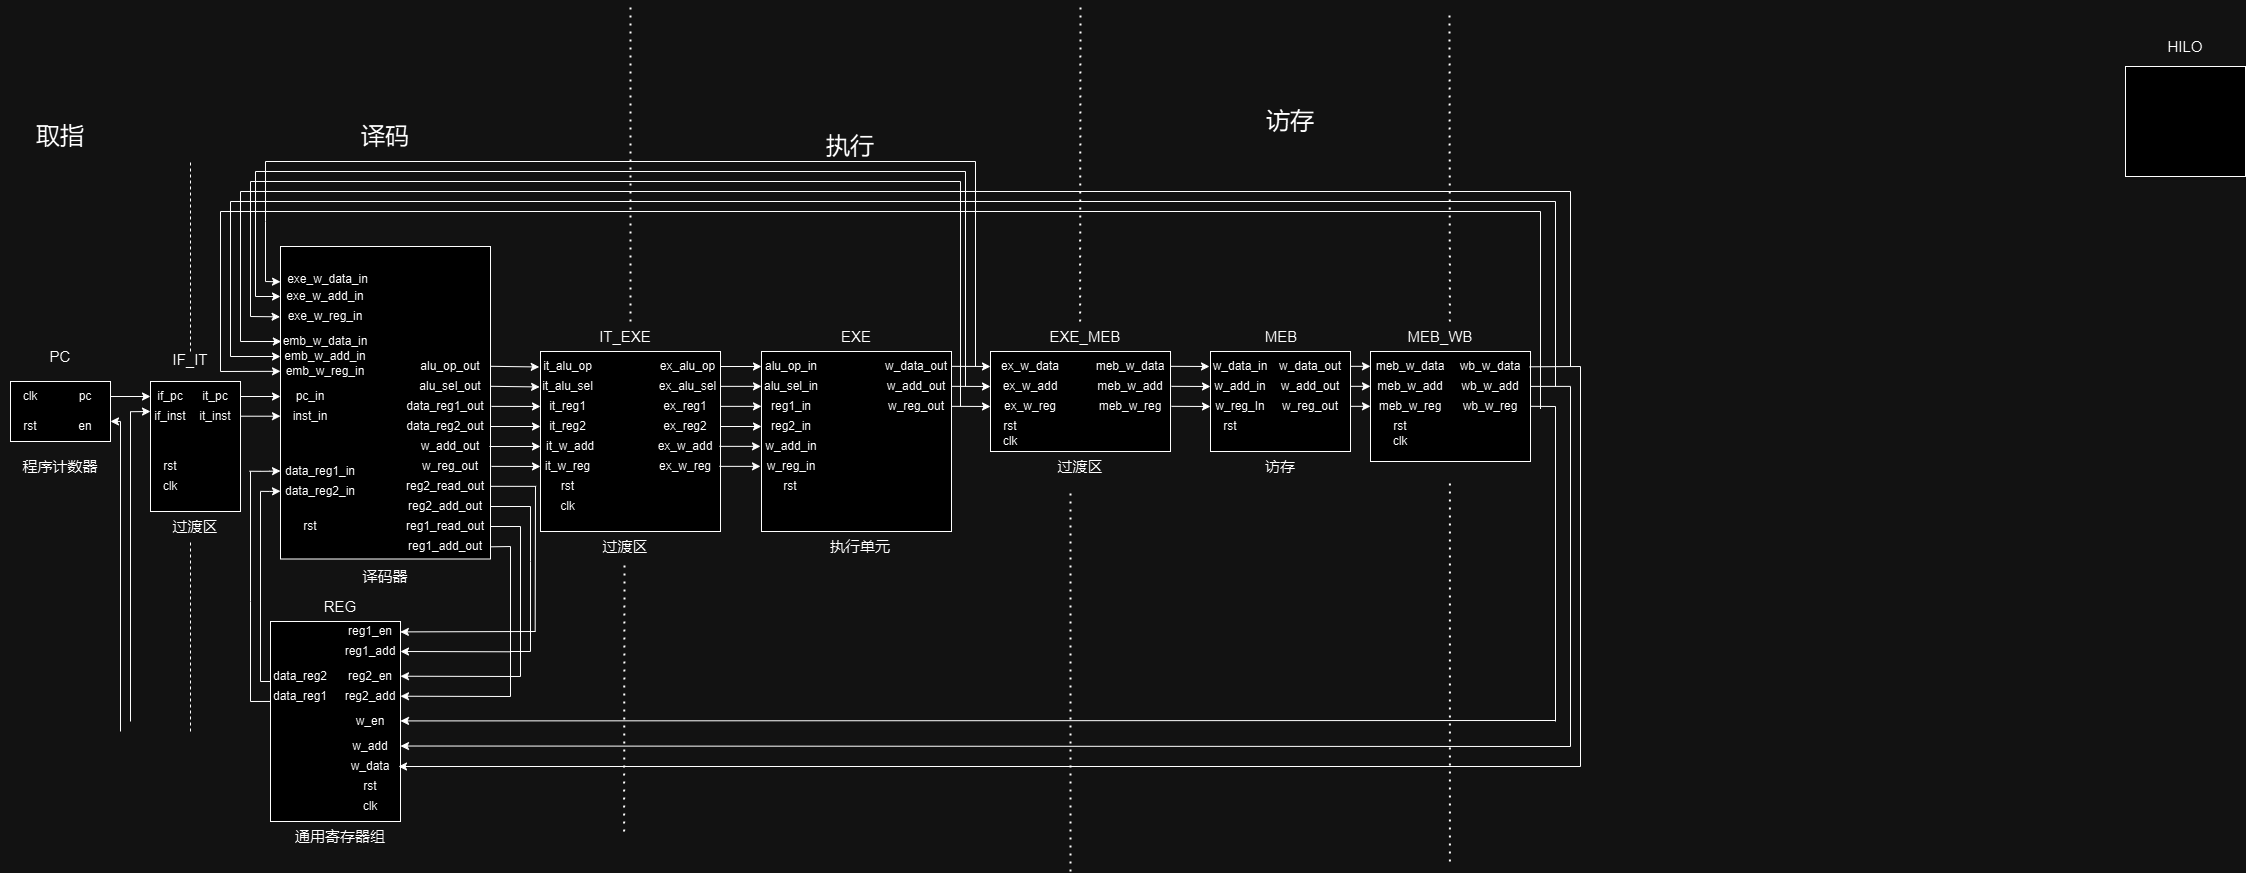 HILO
取指
译码
执行
访存
PC
clk
pc
rst
en
程序计数器
IF_IT
if_pc
it_pc
if_inst
it_inst
rst
clk
过渡区
exe_w_data_in
exe_w_add_in
exe_w_reg_in
emb_w_data_in
emb_w_add_in
emb_w_reg_in
pc_in
inst_in
data_reg1_in
data_reg2_in
rst
alu_op_out
alu_sel_out
data_reg1_out
data_reg2_out
w_add_out
w_reg_out
reg2_read_out
reg2_add_out
reg1_read_out
reg1_add_out
译码器
REG
reg1_en
reg1_add
data_reg2
reg2_en
data_reg1
reg2_add
w_en
w_add
w_data
rst
clk
通用寄存器组
IT_EXE
it_alu_op
ex_alu_op
it_alu_sel
ex_alu_sel
it_reg1
ex_reg1
it_reg2
ex_reg2
it_w_add
ex_w_add
it_w_reg
ex_w_reg
rst
clk
过渡区
EXE
alu_op_in
w_data_out
alu_sel_in
w_add_out
reg1_in
w_reg_out
reg2_in
w_add_in
w_reg_in
rst
执行单元
EXE_MEB
ex_w_data
meb_w_data
ex_w_add
meb_w_add
ex_w_reg
meb_w_reg
rst
clk
过渡区
MEB
w_data_in
w_data_out
w_add_in
w_add_out
w_reg_In
w_reg_out
rst
访存
MEB_WB
meb_w_data
wb_w_data
meb_w_add
wb_w_add
meb_w_reg
wb_w_reg
rst
clk